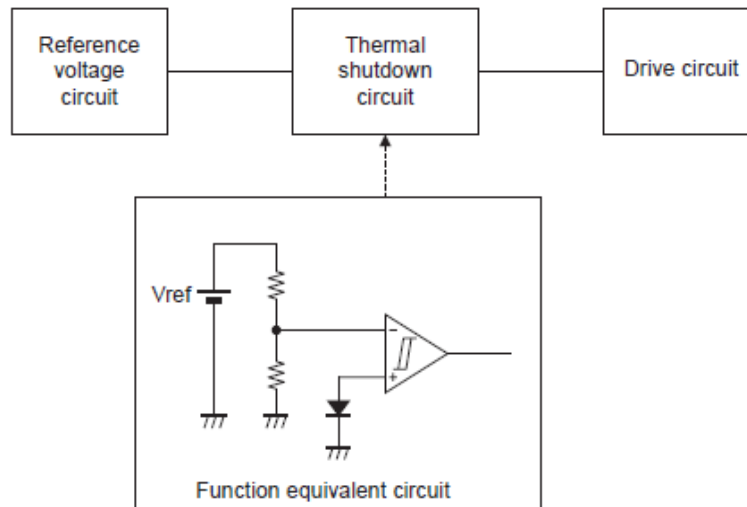 Reference
voltage
circuit
Thermal
shutdown
circuit
Drive circuit
Vref
-
+
Function equivalent circuit